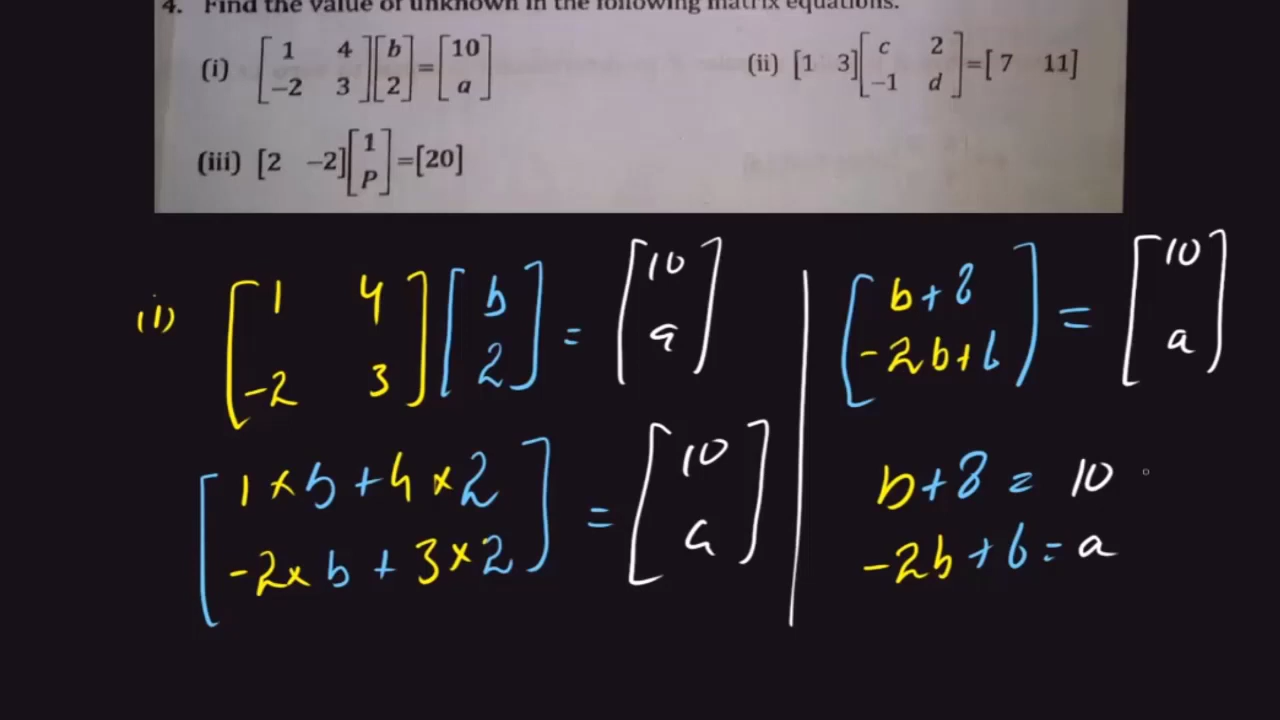 4. Find the value of unknown in the following matrix equations.
(i) [1 4 -2 3][b 2]=[10 a]
(ii) [1 3][c 2 -1 d]=[7 11]
(iii) [2 -2][1 P]=[20]
(1) [1 4 -2 3][b 2] = [10 a]
[1 × b + 4 × 2
-2 × b + 3 × 2] = [10 a]
[b + 8
-2b + 6] = [10 a]
b + 8 = 10
-2b + 6 = a